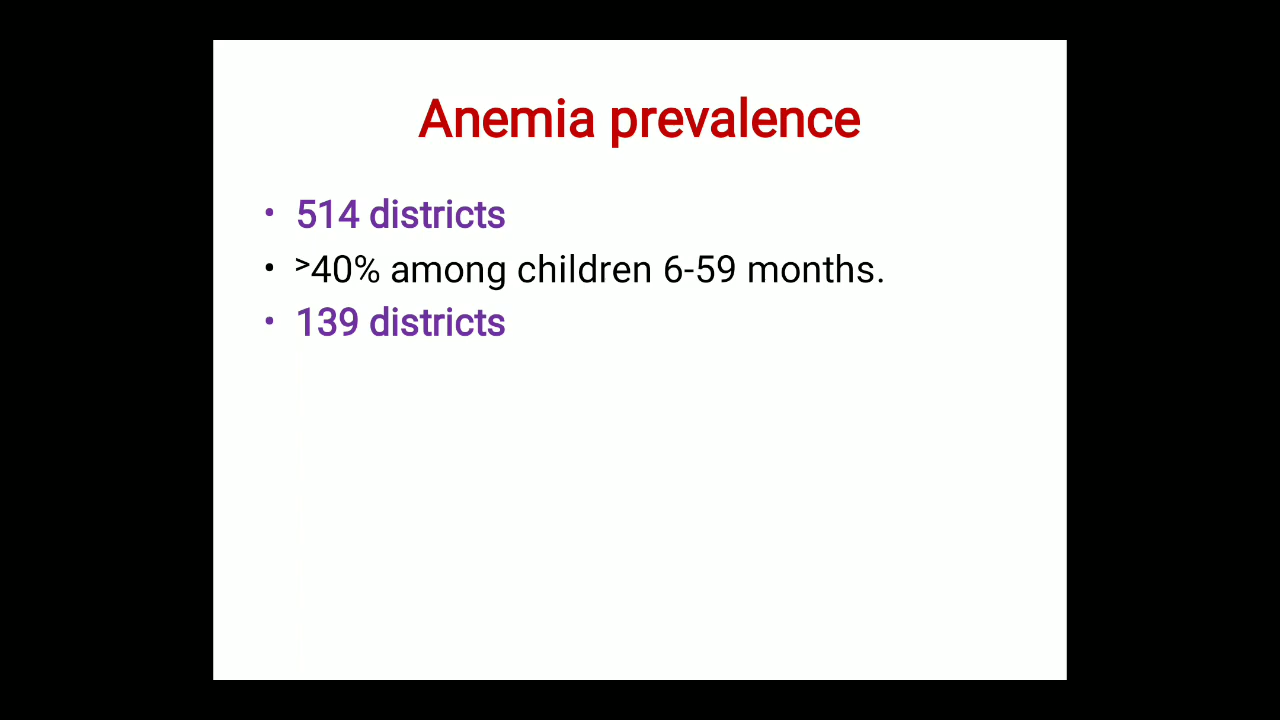 Anemia prevalence
• 514 districts
• >40% among children 6-59 months.
• 139 districts